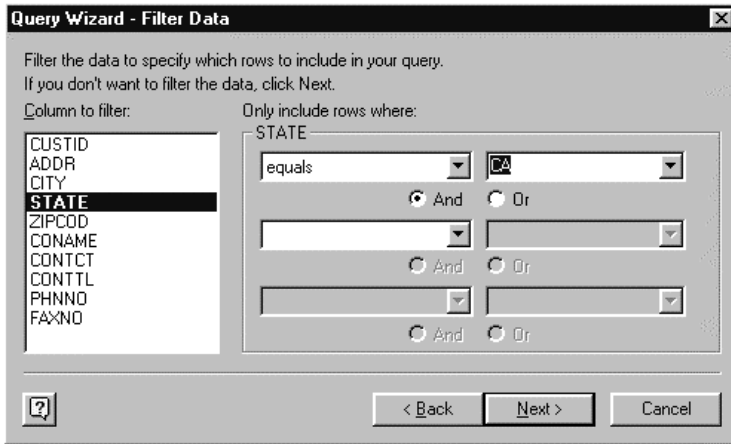 Query Wizard - Filter Data
Filter the data to specify which rows to include in your query.
If you don't want to filter the data, click Next.
Column to filter:
Only include rows where:
CUSTID
ADDR
CITY
STATE
ZIPCOD
CONAME
CONTCT
CONTTL
PHNNO
FAXNO
STATE
equals CA
And Or
And Or
And Or
< Back Next > Cancel